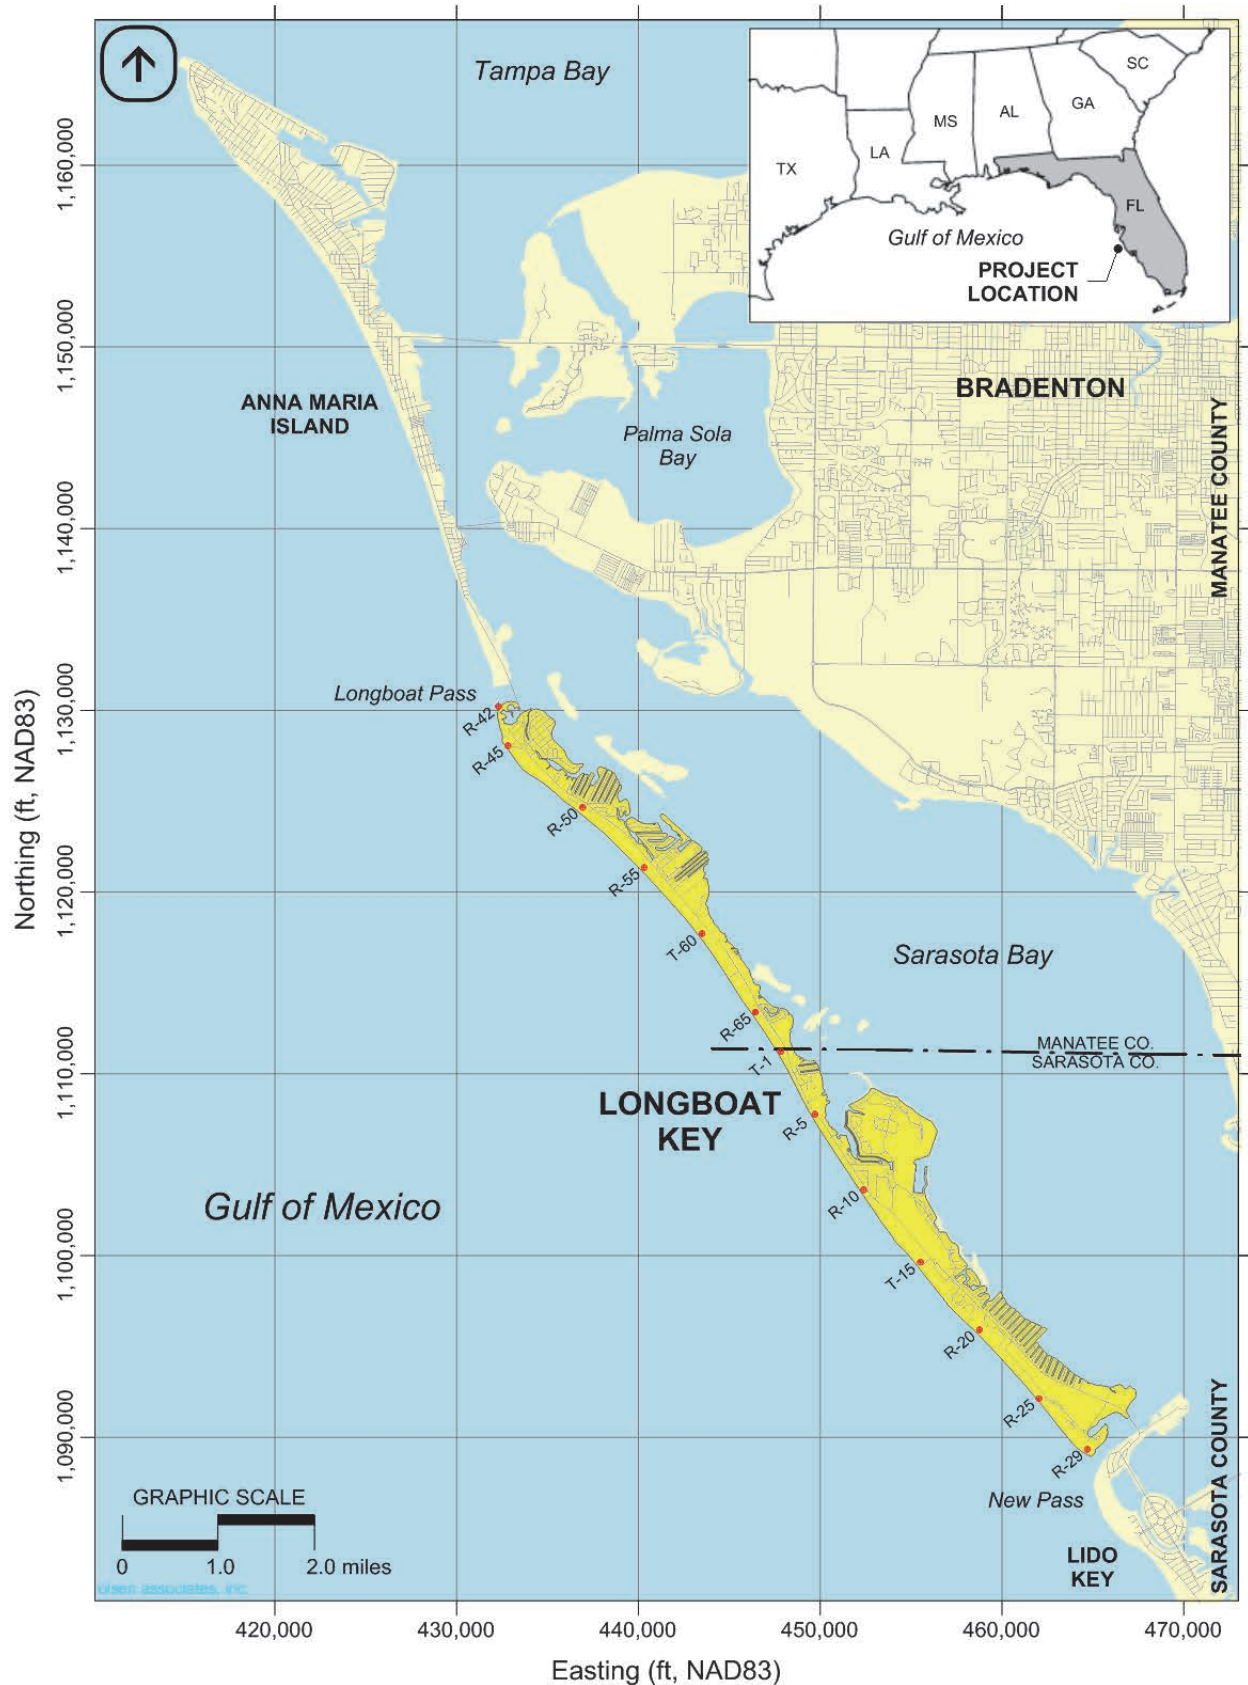 Tampa Bay
SC
GA
AL
MS
LA
TX
FL
Gulf of Mexico
PROJECT
LOCATION
1,160,000
1,150,000
1,140,000
1,130,000
1,120,000
1,110,000
1,100,000
1,090,000
Northing (ft, NAD83)
ANNA MARIA
ISLAND
BRADENTON
Palma Sola
Bay
MANATEE COUNTY
Longboat Pass
R-42
R-45
R-50
R-55
T-60
R-65
T-1
Sarasota Bay
MANATEE CO.
SARASOTA CO.
LONGBOAT
KEY
R-5
R-10
T-15
R-20
R-25
R-29
Gulf of Mexico
New Pass
LIDO
KEY
SARASOTA COUNTY
GRAPHIC SCALE
0 1.0 2.0 miles
olsen associates, inc.
420,000 430,000 440,000 450,000 460,000 470,000
Easting (ft, NAD83)